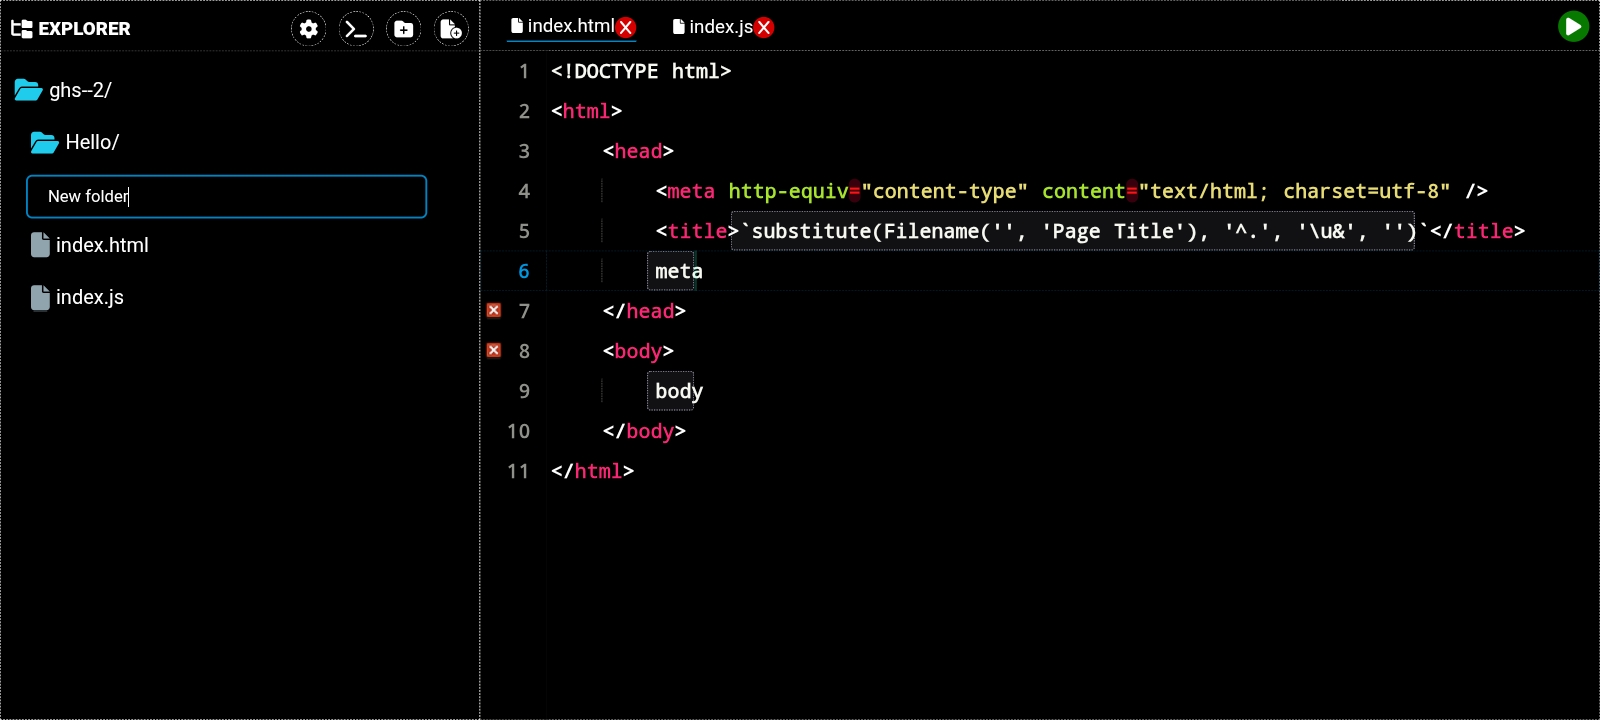 EXPLORER
ghs--2/
Hello/
New folder
index.html
index.js
index.html index.js
1 <!DOCTYPE html>
2 <html>
3 <head>
4 <meta http-equiv="content-type" content="text/html; charset=utf-8" />
5 <title>`substitute(Filename('', 'Page Title'), '^.', '\u&', '')`</title>
6 meta
7 </head>
8 <body>
9 body
10 </body>
11 </html>